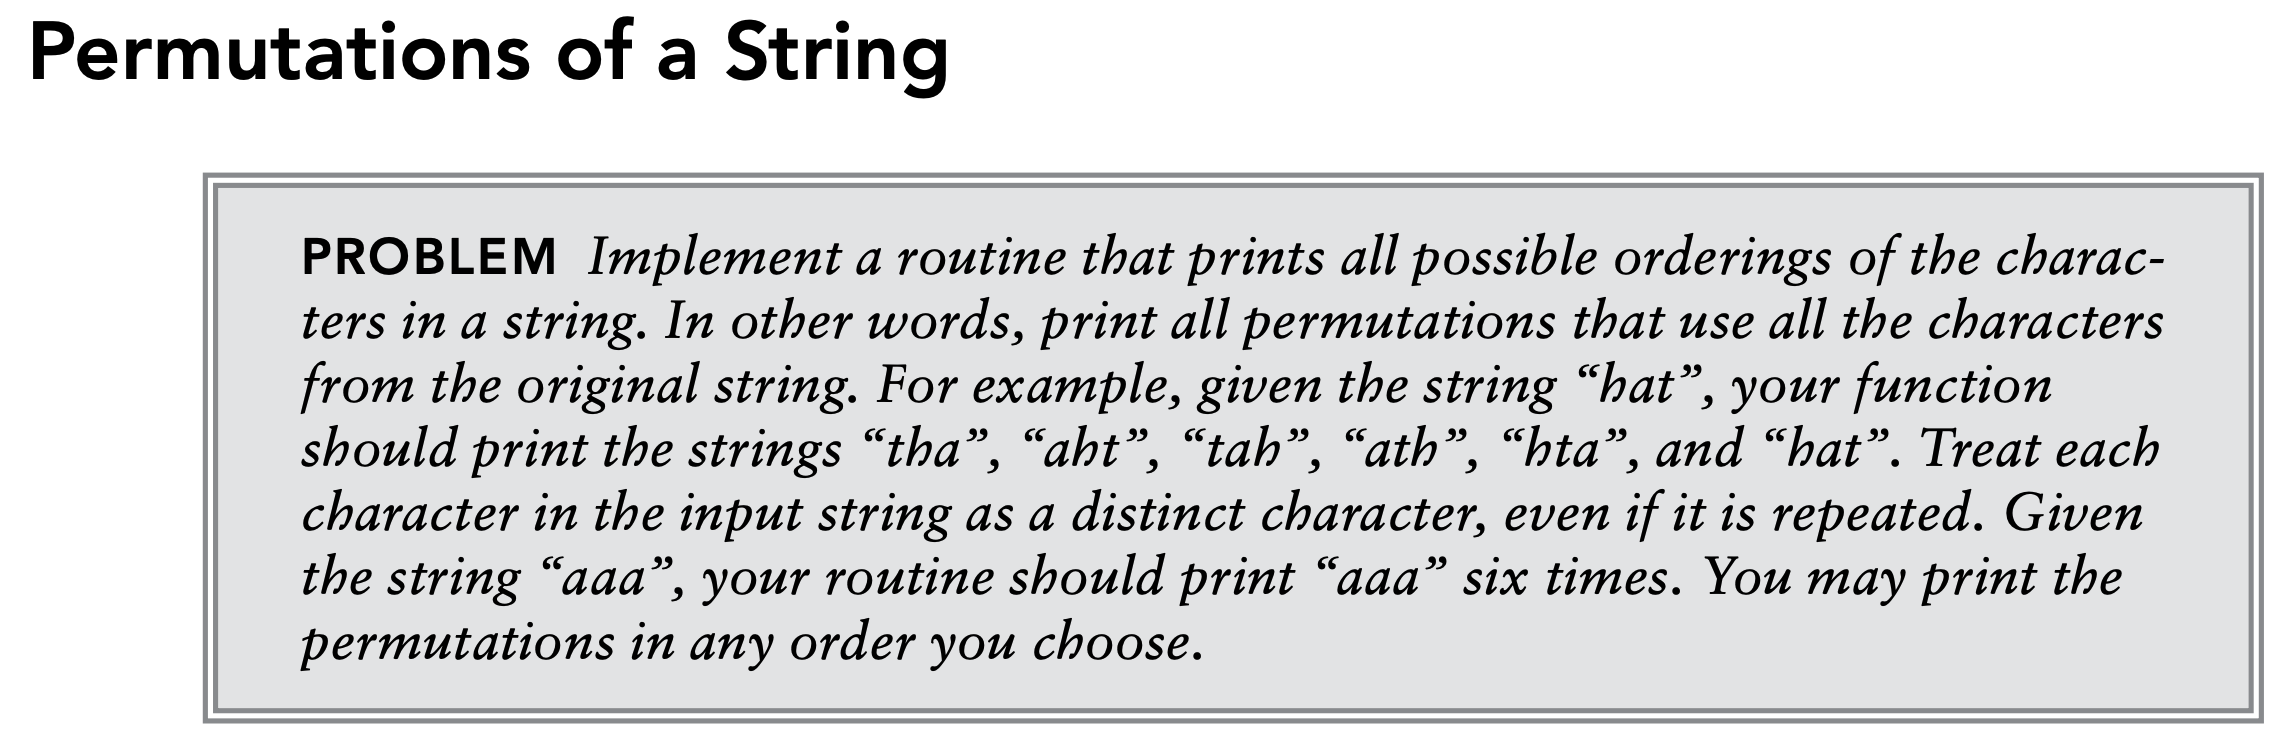 Permutations of a String
PROBLEM Implement a routine that prints all possible orderings of the charac-
ters in a string. In other words, print all permutations that use all the characters
from the original string. For example, given the string “hat”, your function
should print the strings “tha”, “aht”, “tah”, “ath”, “hta”, and “hat”. Treat each
character in the input string as a distinct character, even if it is repeated. Given
the string “aaa”, your routine should print “aaa” six times. You may print the
permutations in any order you choose.